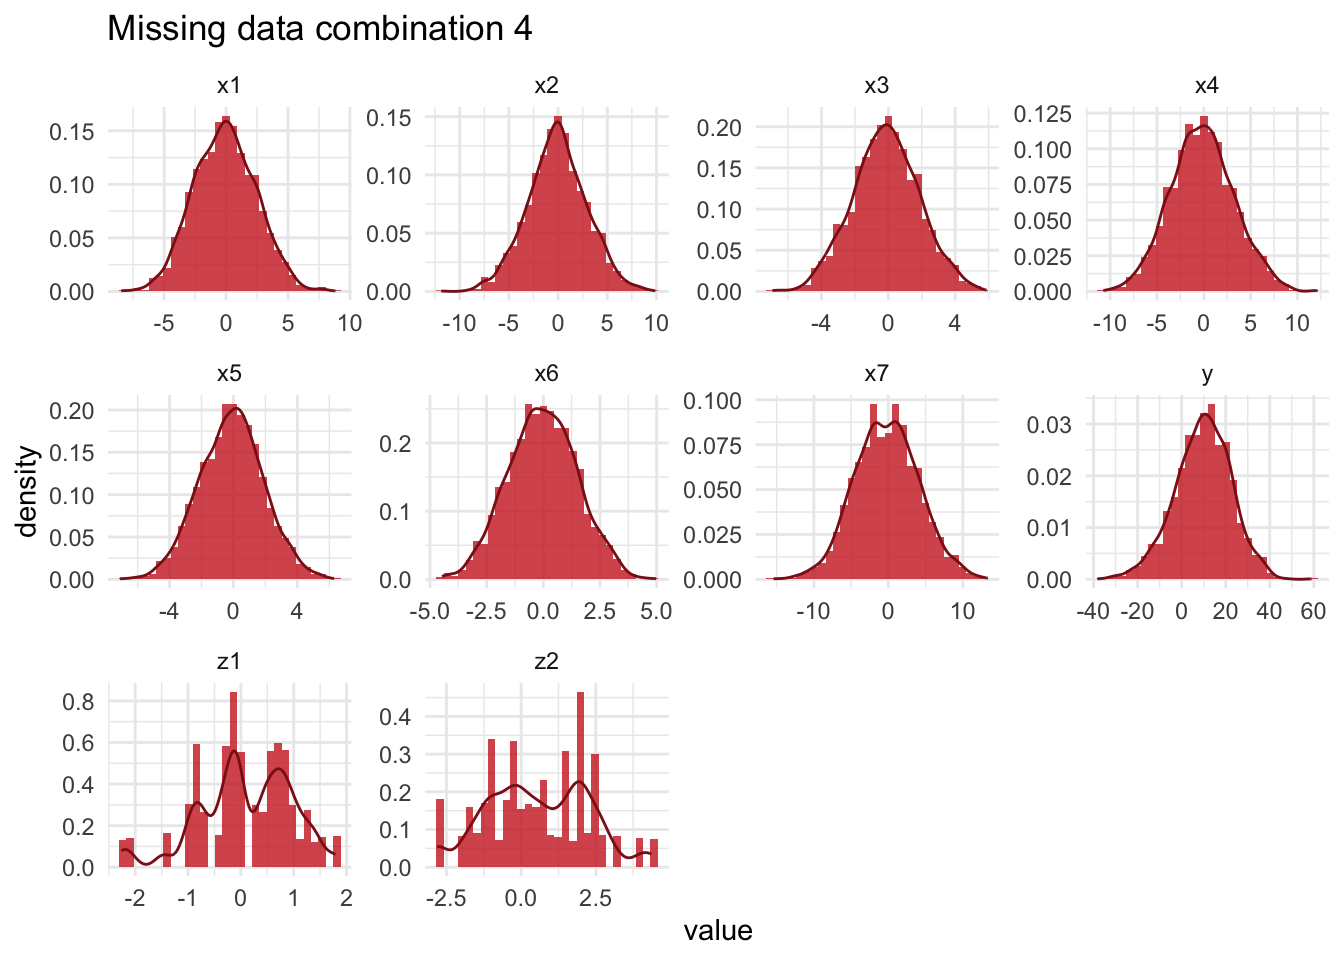 Missing data combination 4
x1 x2 x3 x4
0.15 0.10 0.05 0.00
-5 0 5 10
0.15 0.10 0.05 0.00
-10 -5 0 5 10
0.20 0.15 0.10 0.05 0.00
-4 0 4
0.125 0.100 0.075 0.050 0.025 0.000
-10 -5 0 5 10
x5 x6 x7 y
0.20 0.15 0.10 0.05 0.00
-4 0 4
0.2 0.1 0.0
-5.0 -2.5 0.0 2.5 5.0
0.100 0.075 0.050 0.025 0.000
-10 0 10
0.03 0.02 0.01 0.00
-40 -20 0 20 40 60
density
z1 z2
0.8 0.6 0.4 0.2 0.0
-2 -1 0 1 2
0.4 0.3 0.2 0.1 0.0
-2.5 0.0 2.5
value